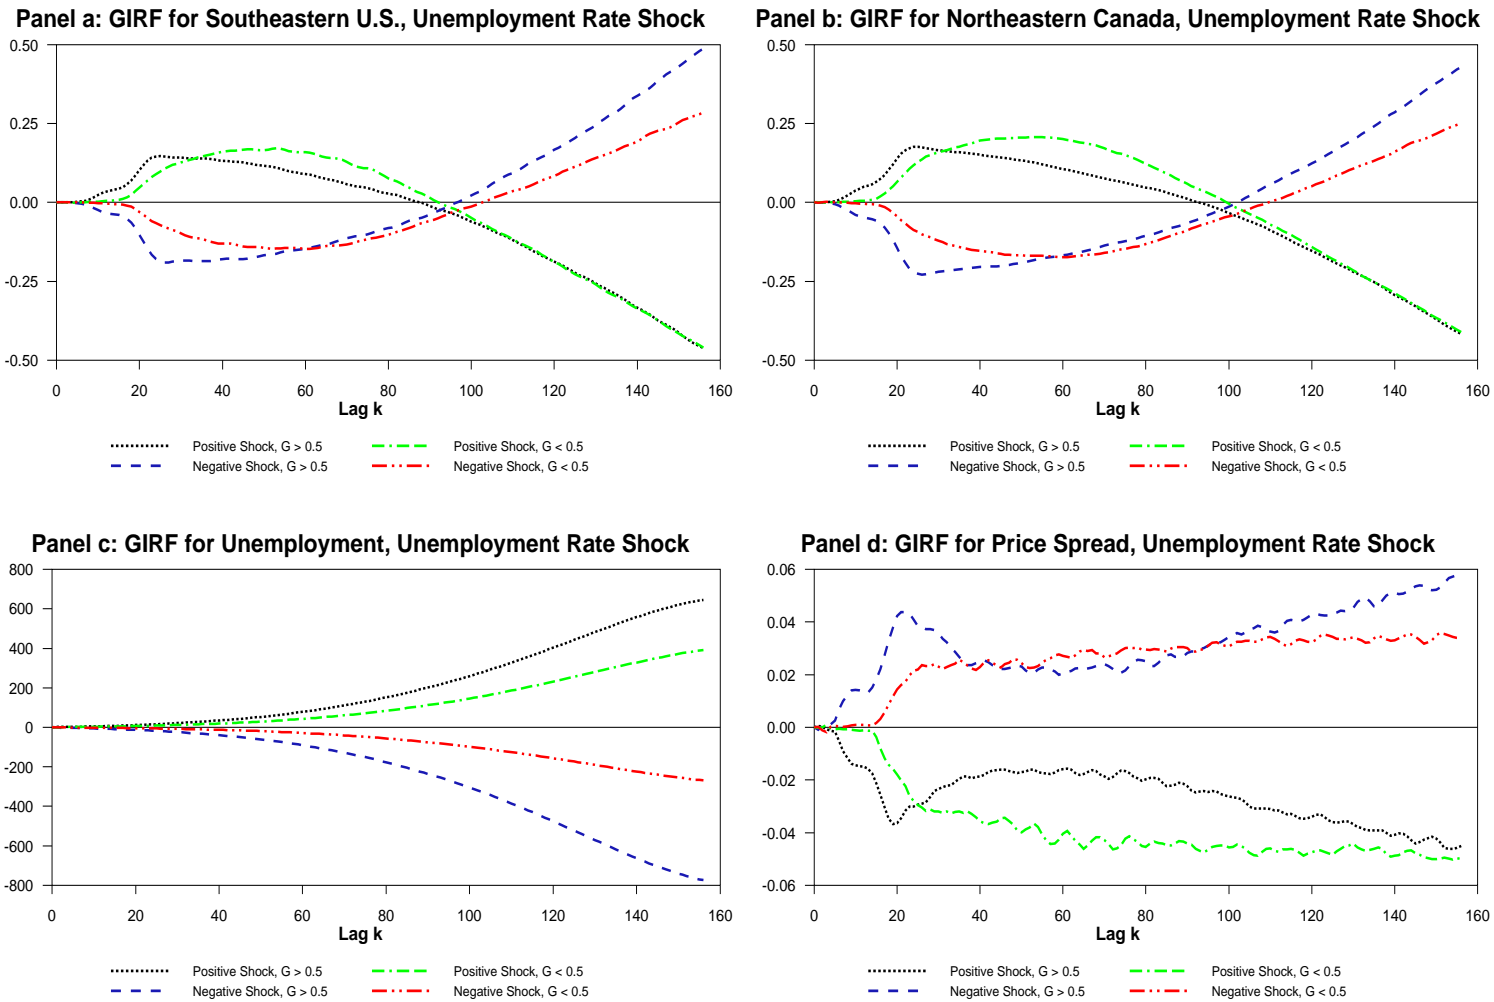 Panel a: GIRF for Southeastern U.S., Unemployment Rate Shock
0.50
0.25
0.00
-0.25
-0.50
0 20 40 60 80 100 120 140 160
Lag k
Positive Shock, G > 0.5 Positive Shock, G < 0.5
Negative Shock, G > 0.5 Negative Shock, G < 0.5
Panel b: GIRF for Northeastern Canada, Unemployment Rate Shock
0.50
0.25
0.00
-0.25
-0.50
0 20 40 60 80 100 120 140 160
Lag k
Positive Shock, G > 0.5 Positive Shock, G < 0.5
Negative Shock, G > 0.5 Negative Shock, G < 0.5
Panel c: GIRF for Unemployment, Unemployment Rate Shock
800
600
400
200
0
-200
-400
-600
-800
0 20 40 60 80 100 120 140 160
Lag k
Positive Shock, G > 0.5 Positive Shock, G < 0.5
Negative Shock, G > 0.5 Negative Shock, G < 0.5
Panel d: GIRF for Price Spread, Unemployment Rate Shock
0.06
0.04
0.02
0.00
-0.02
-0.04
-0.06
0 20 40 60 80 100 120 140 160
Lag k
Positive Shock, G > 0.5 Positive Shock, G < 0.5
Negative Shock, G > 0.5 Negative Shock, G < 0.5